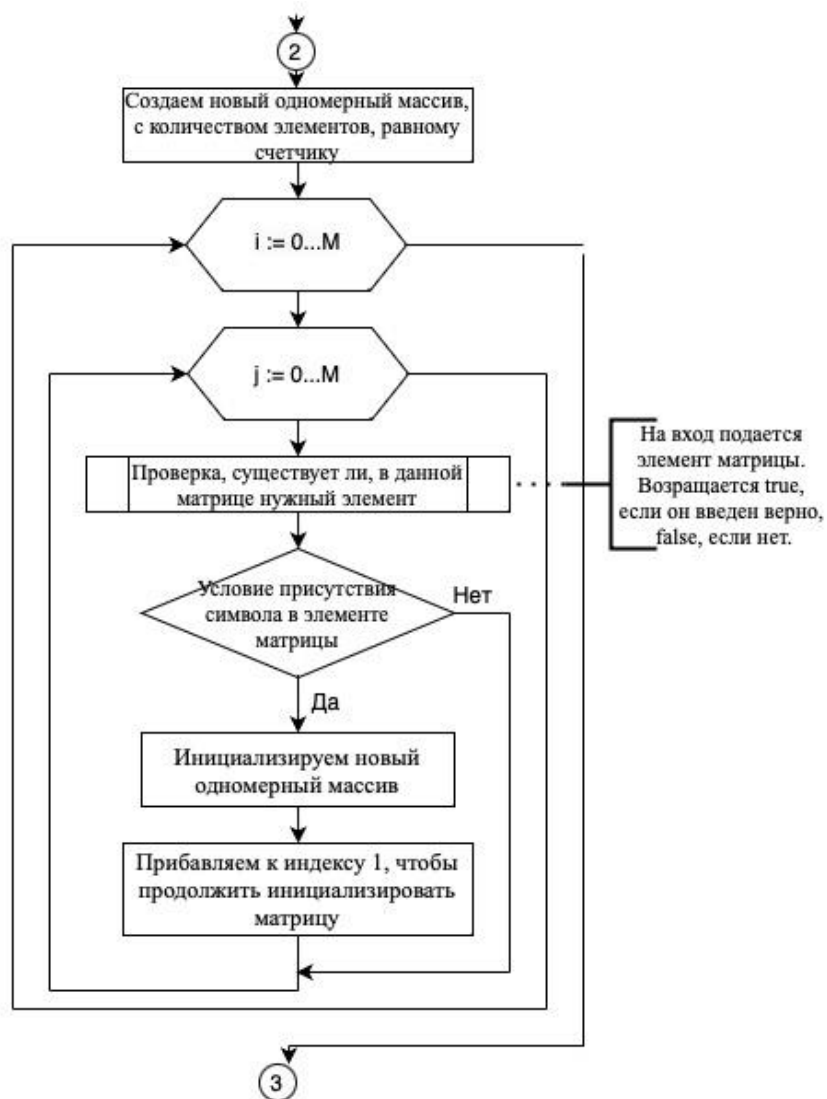 2
Создаем новый одномерный массив,
с количеством элементов, равному
счетчику
i := 0...M
j := 0...M
Проверка, существует ли, в данной
матрице нужный элемент
На вход подается
элемент матрицы.
Возращается true,
если он введен верно,
false, если нет.
Условие присутствия
символа в элементе
матрицы
Нет
Да
Инициализируем новый
одномерный массив
Прибавляем к индексу 1, чтобы
продолжить инициализировать
матрицу
3